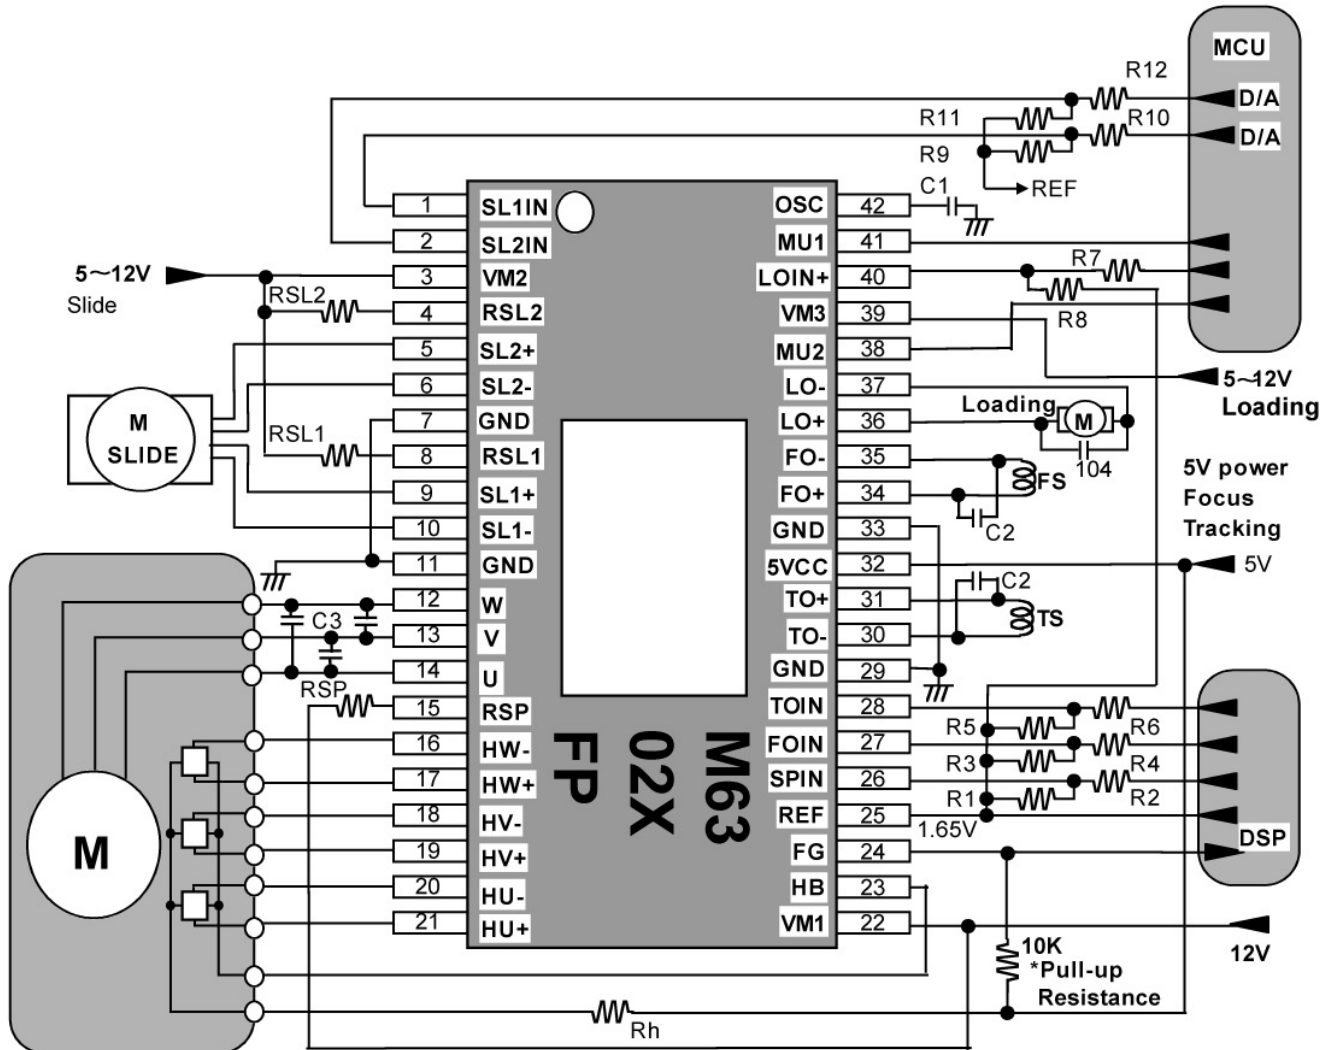 MCU
R12
D/A
R11
R10
D/A
R9
REF
C1
1
SL1IN
OSC
42
2
SL2IN
MU1
41
5~12V
Slide
3
VM2
LOIN+
40
R7
RSL2
4
RSL2
VM3
39
R8
5
SL2+
MU2
38
6
SL2-
LO-
37
5~12V
Loading
7
GND
LO+
36
Loading
M
104
M
SLIDE
RSL1
8
RSL1
FO-
35
FS
5V power
Focus
Tracking
9
SL1+
FO+
34
C2
10
SL1-
GND
33
11
GND
5VCC
32
5V
12
W
TO+
31
C2
C3
13
V
TO-
30
TS
14
U
GND
29
RSP
15
RSP
TOIN
28
R5
R6
16
HW-
FOIN
27
R3
R4
17
HW+
SPIN
26
R1
R2
18
HV-
REF
25
1.65V
DSP
19
HV+
FG
24
20
HU-
HB
23
21
HU+
VM1
22
12V
M63
02X
FP
M
10K
*Pull-up
Resistance
Rh